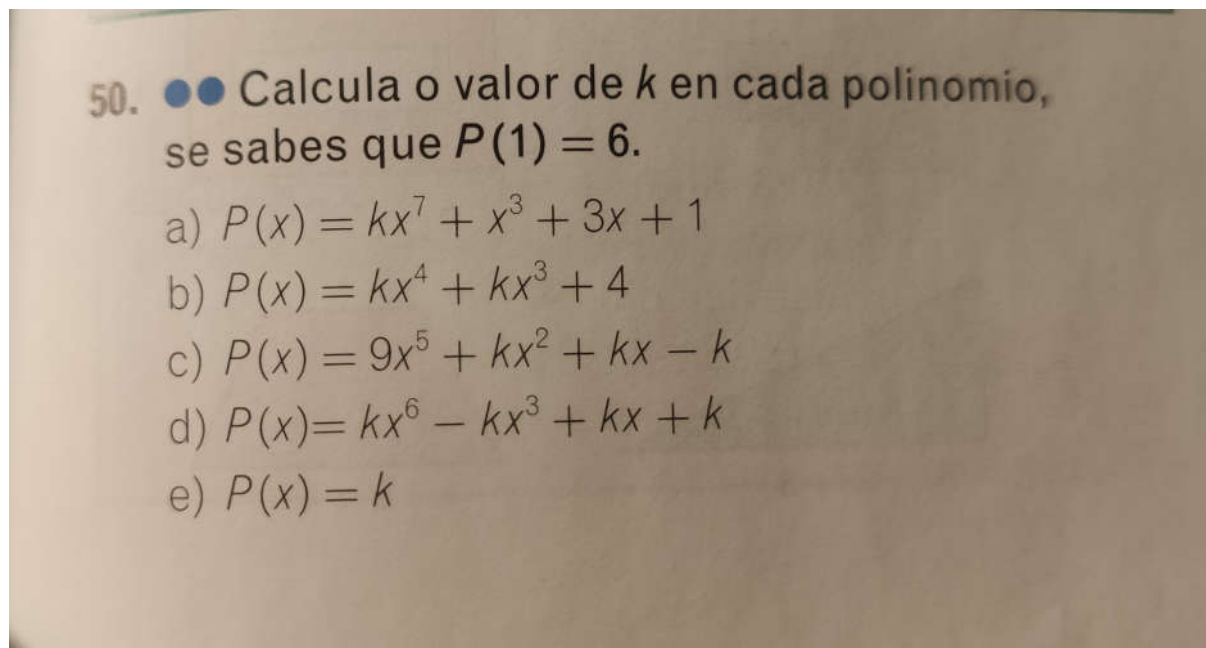 50. ●● Calcula o valor de k en cada polinomio,
se sabes que P(1) = 6.
a) P(x) = kx⁷ + x³ + 3x + 1
b) P(x) = kx⁴ + kx³ + 4
c) P(x) = 9x⁵ + kx² + kx − k
d) P(x)= kx⁶ − kx³ + kx + k
e) P(x) = k